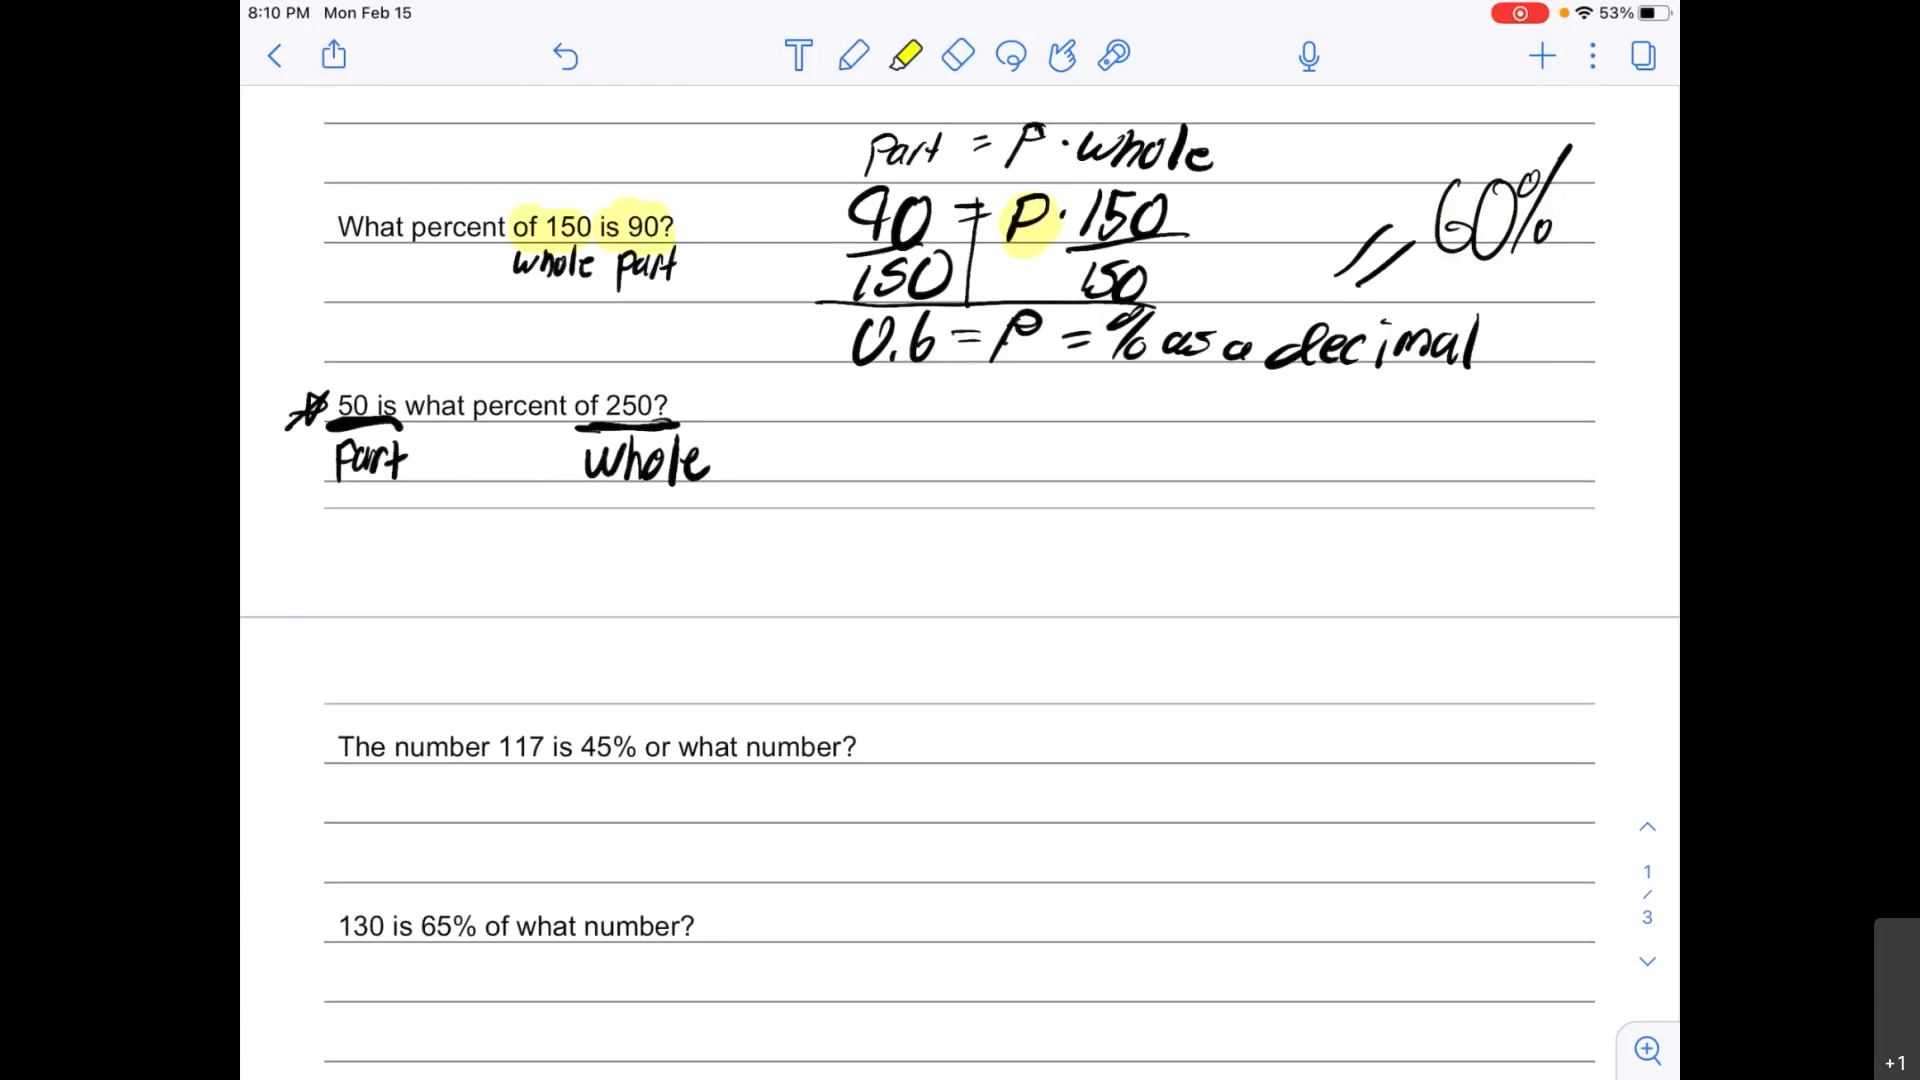 8:10 PM Mon Feb 15 53%
Part = P · whole
What percent of 150 is 90?
whole part
90 = P · 150
150 150
60%
0.6 = P = % as a decimal
50 is what percent of 250?
Part whole
The number 117 is 45% or what number?
1
/
3
130 is 65% of what number?
+1